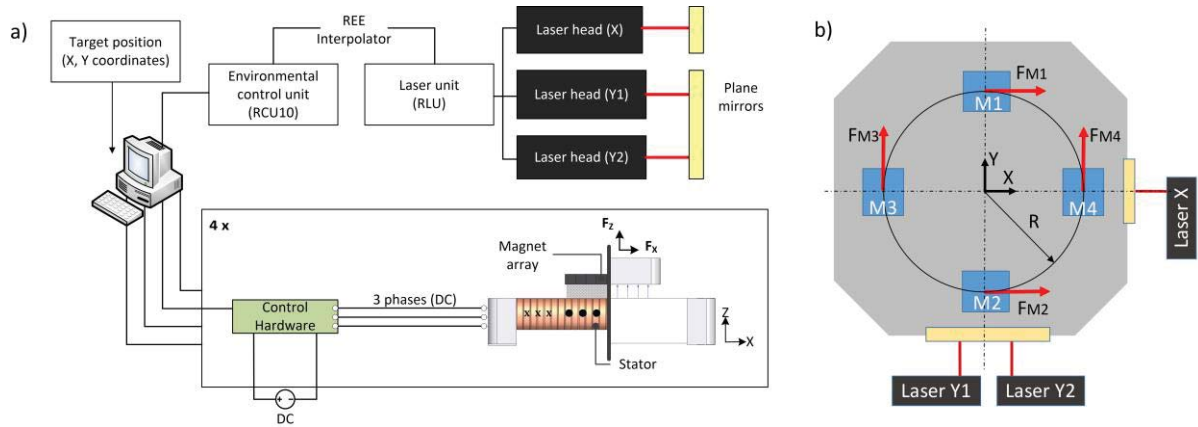 a)
Target position
(X, Y coordinates)
REE
Interpolator
Environmental
control unit
(RCU10)
Laser unit
(RLU)
Laser head (X)
Laser head (Y1)
Laser head (Y2)
Plane
mirrors
4 x
Control
Hardware
3 phases (DC)
Magnet
array
Fz
Fx
x x x
Stator
Z
X
DC
b)
FM1
M1
FM3
FM4
Y
X
M3
M4
R
M2
FM2
Laser X
Laser Y1
Laser Y2